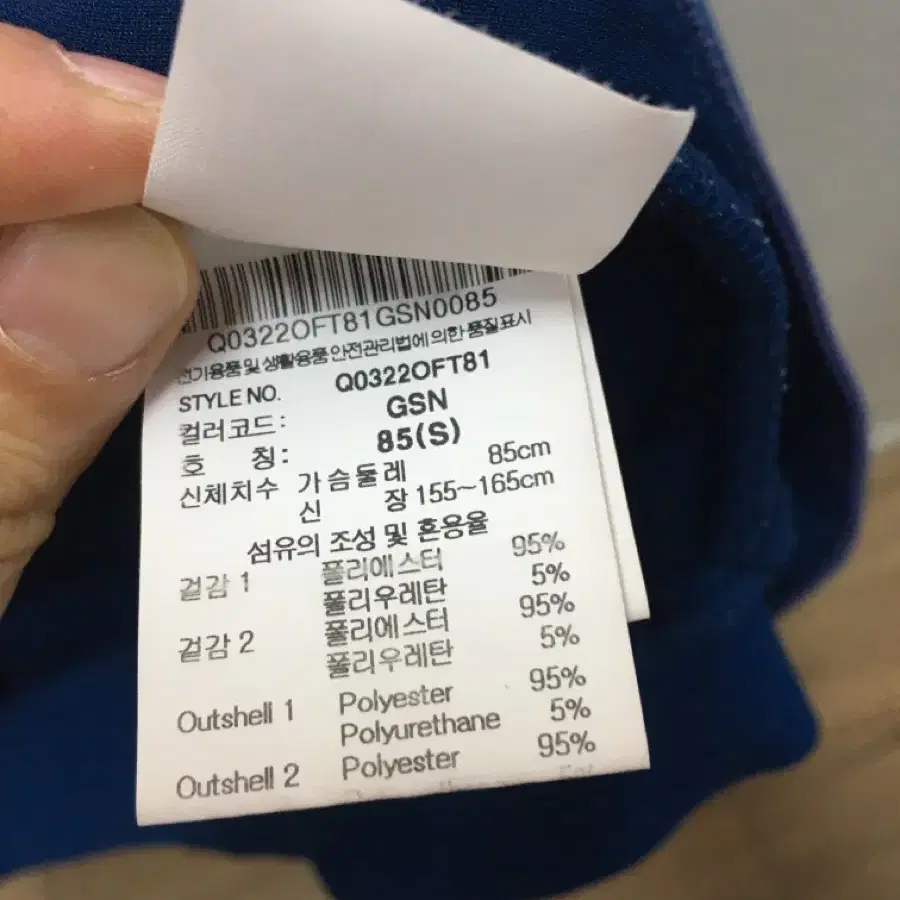 Q0322OFT81GSN0085
전기용품 및 생활용품 안전관리법에 의한 품질표시
STYLE NO. Q0322OFT81
컬러코드: GSN
호 칭: 85(S)
신체치수 가슴둘레 85cm
신 장 155~165cm
섬유의 조성 및 혼용율
겉감 1 폴리에스터 95%
폴리우레탄 5%
겉감 2 폴리에스터 95%
폴리우레탄 5%
Outshell 1 Polyester 95%
Polyurethane 5%
Outshell 2 Polyester 95%